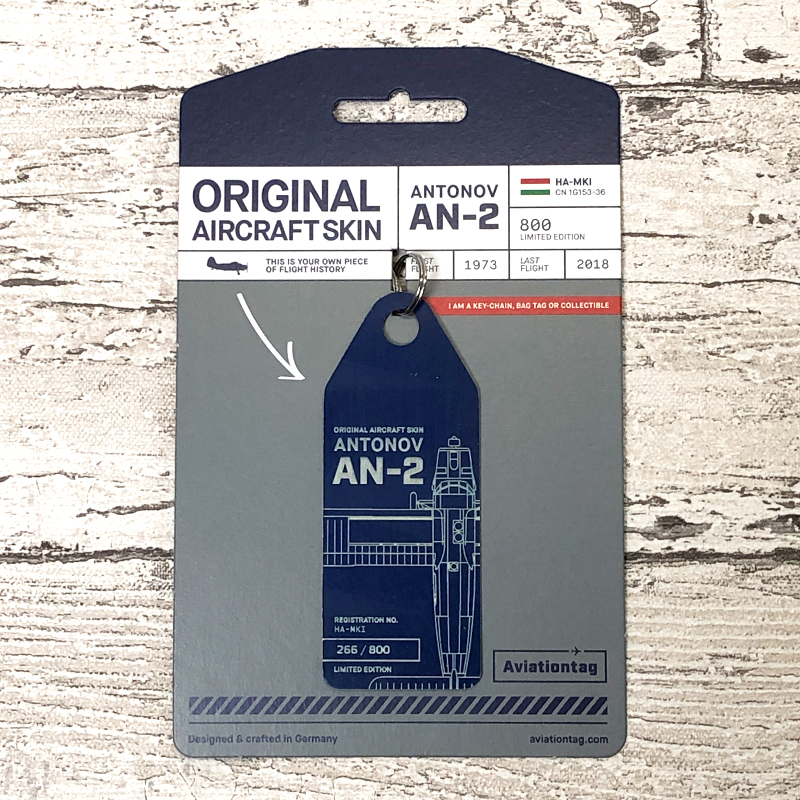 ORIGINAL
AIRCRAFT SKIN
ANTONOV
AN-2
HA-MKI
CN 1G153-36
800
LIMITED EDITION
THIS IS YOUR OWN PIECE
OF FLIGHT HISTORY
FIRST
FLIGHT
1973
LAST
FLIGHT
2018
I AM A KEY-CHAIN, BAG TAG OR COLLECTIBLE
ORIGINAL AIRCRAFT SKIN
ANTONOV
AN-2
REGISTRATION NO.
HA-MKI
266 / 800
LIMITED EDITION
Aviationtag
Designed & crafted in Germany
aviationtag.com